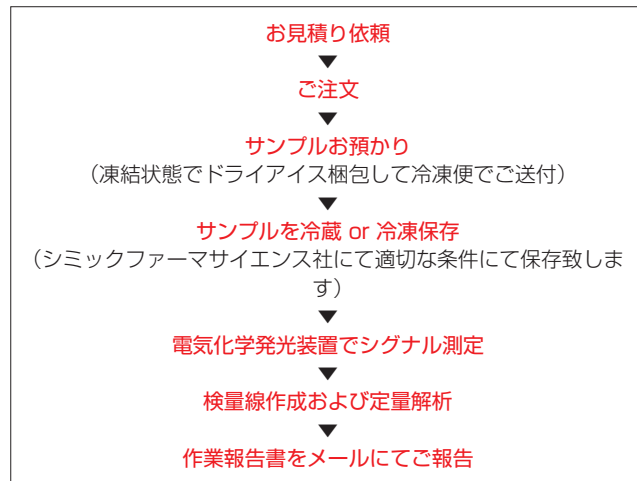 お見積り依頼
▼
ご注文
▼
サンプルお預かり
（凍結状態でドライアイス梱包して冷凍便でご送付）
▼
サンプルを冷蔵 or 冷凍保存
（シミックファーマサイエンス社にて適切な条件にて保存致しま
す）
▼
電気化学発光装置でシグナル測定
▼
検量線作成および定量解析
▼
作業報告書をメールにてご報告